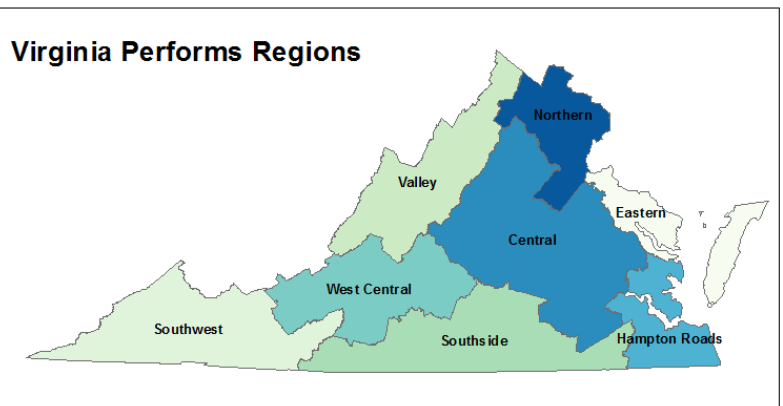 Virginia Performs Regions
Northern
Valley
Eastern
Central
West Central
Southwest
Southside
Hampton Roads